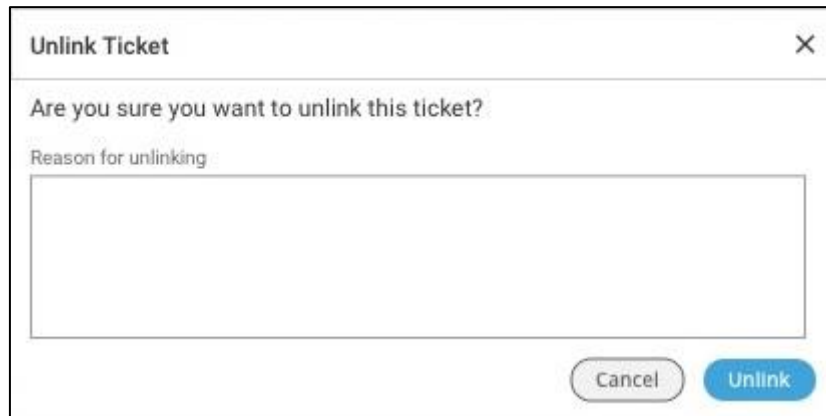 Unlink Ticket
Are you sure you want to unlink this ticket?
Reason for unlinking
Cancel Unlink